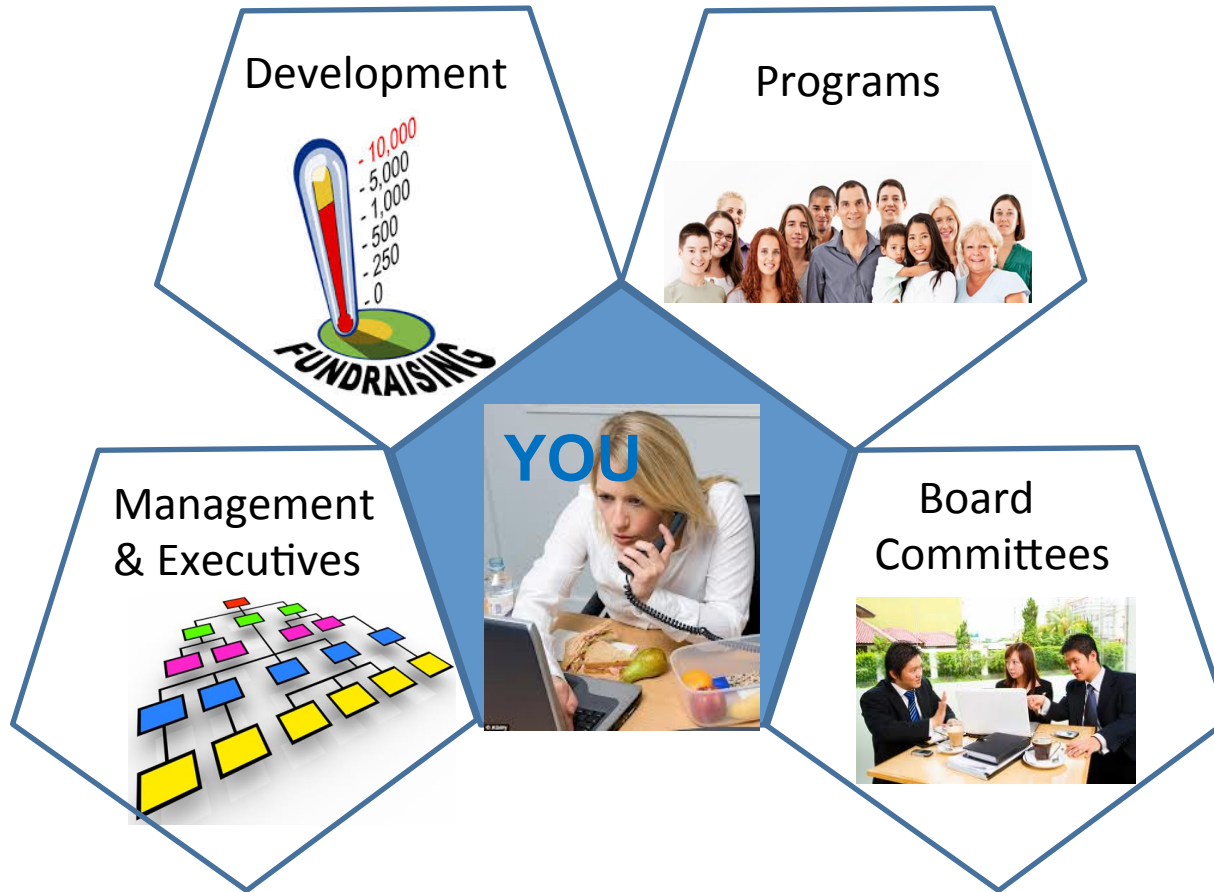 Development
- 10,000
- 5,000
- 1,000
- 500
- 250
- 0
FUNDRAISING
Programs
YOU
Management
& Executives
Board
Committees